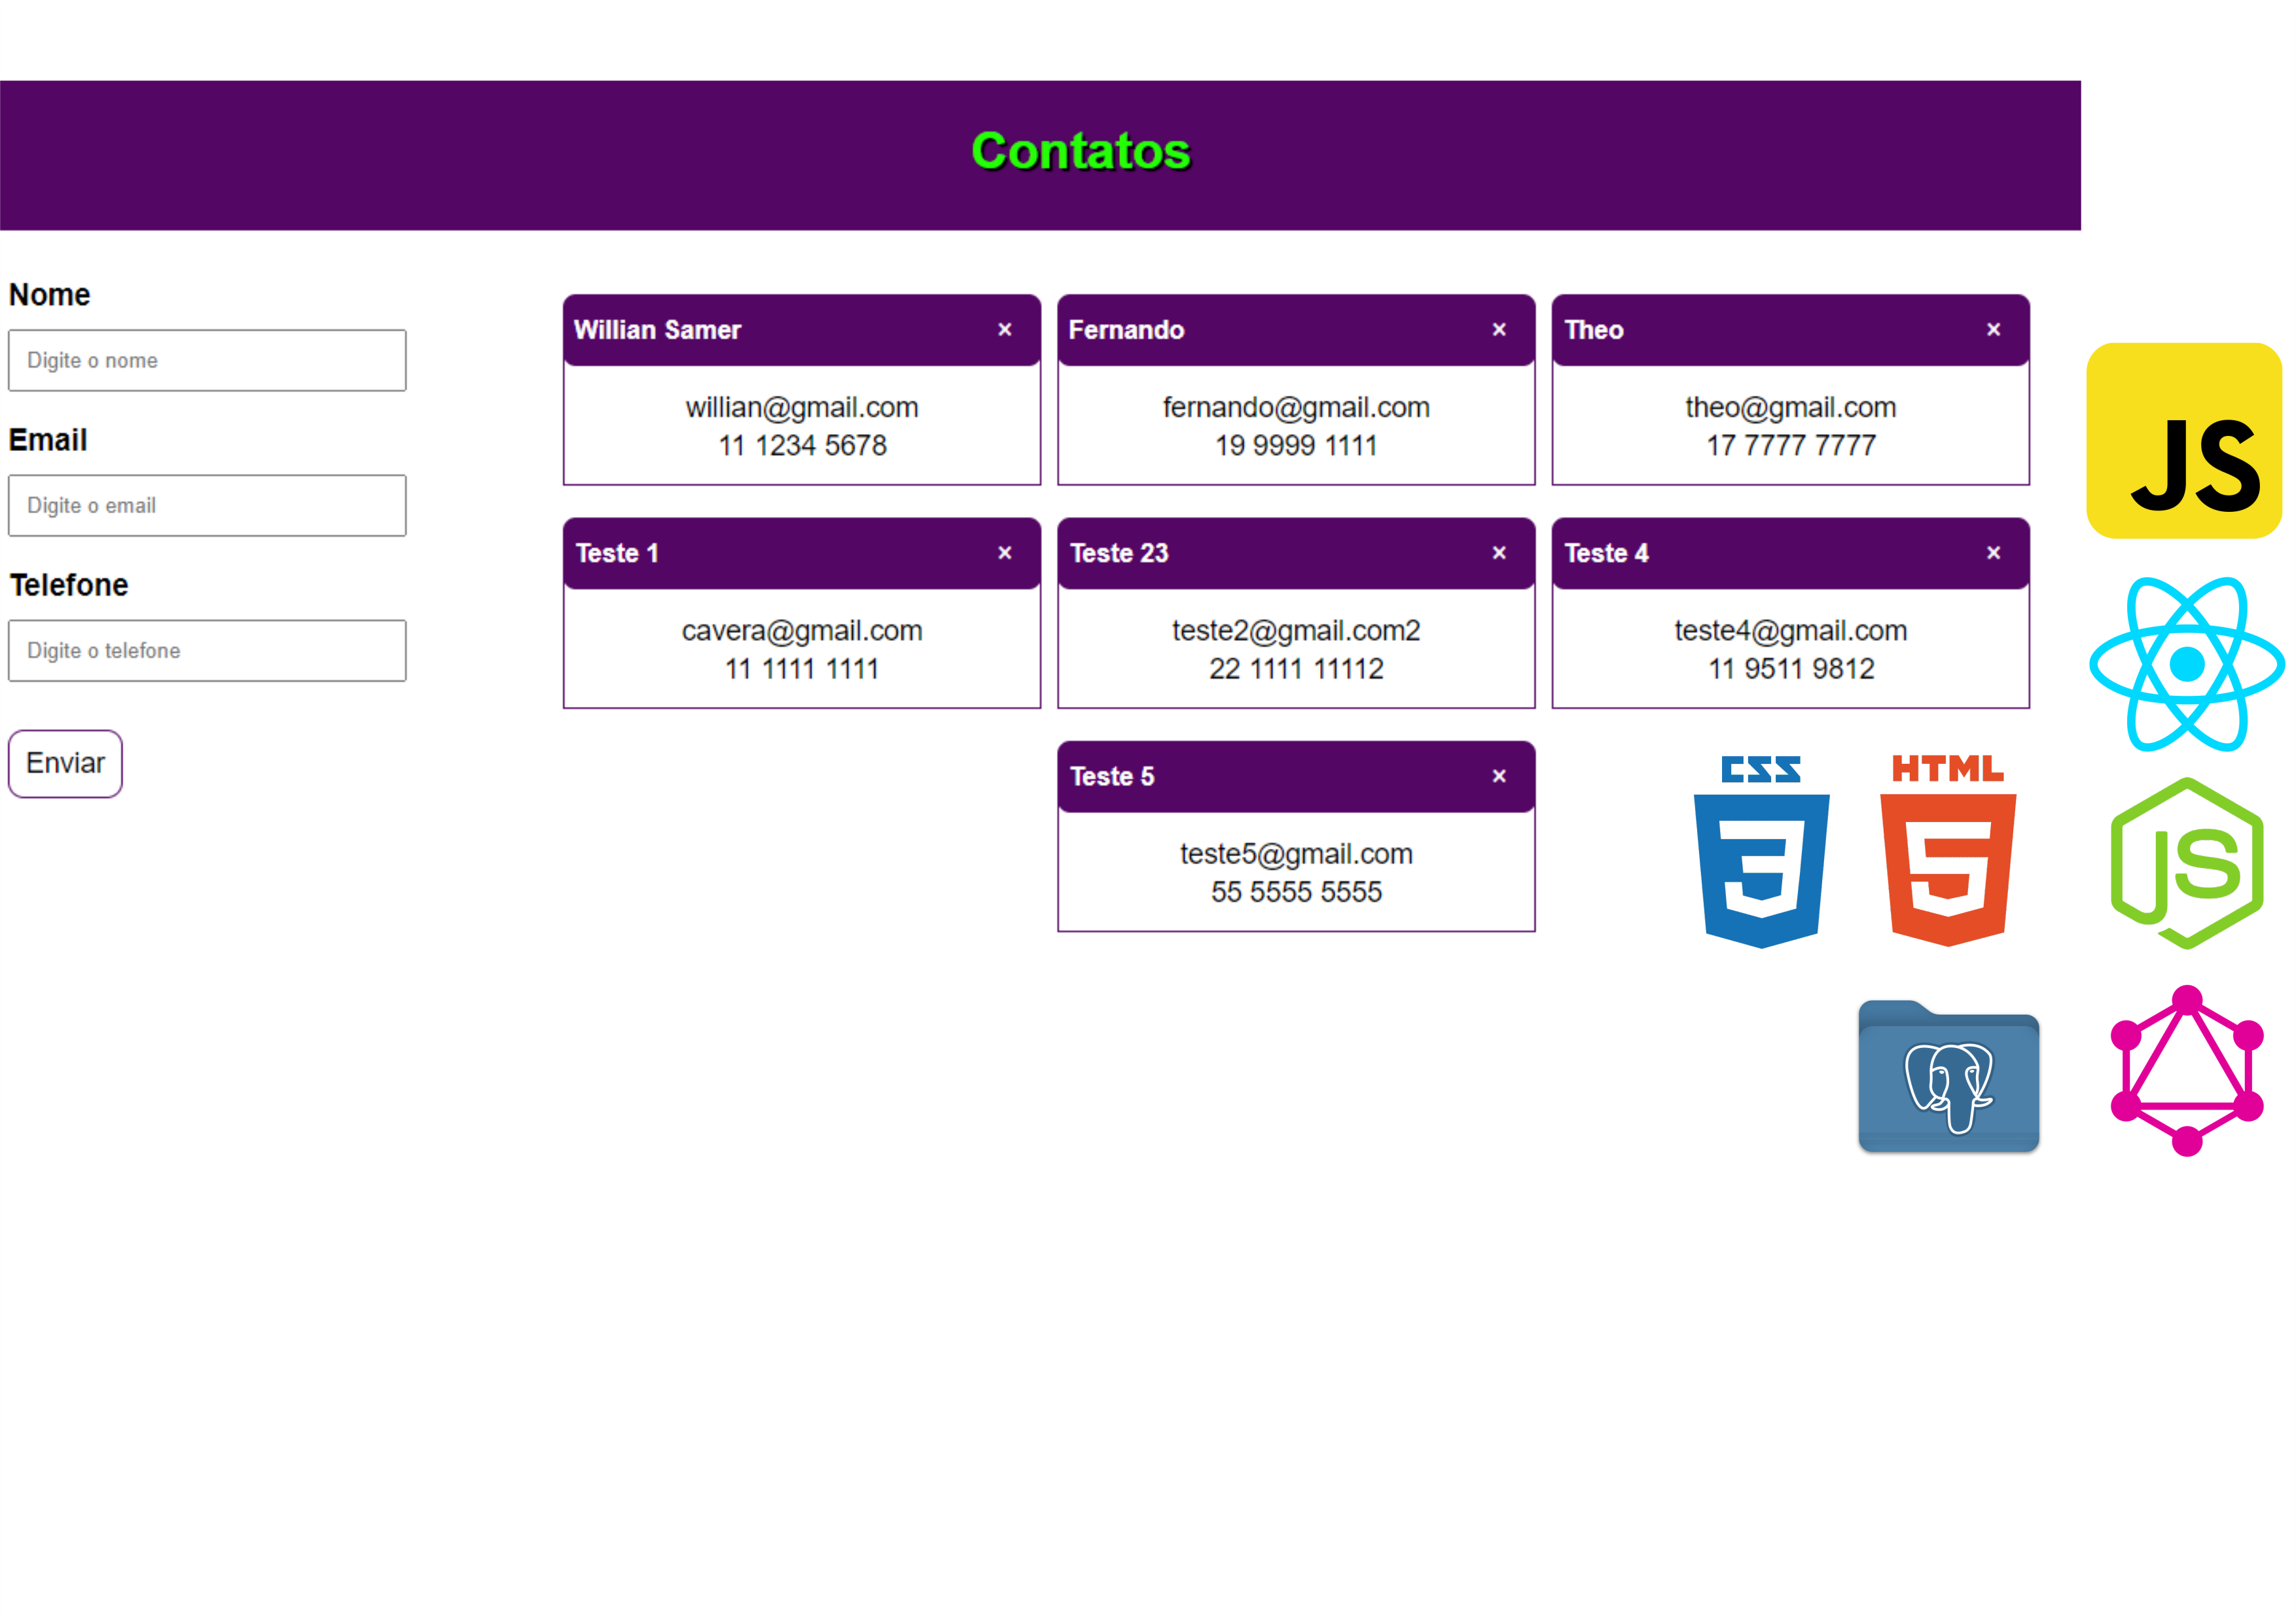 Contatos
Nome
Digite o nome
Email
Digite o email
Telefone
Digite o telefone
Enviar
Willian Samer ×
willian@gmail.com
11 1234 5678
Fernando ×
fernando@gmail.com
19 9999 1111
Theo ×
theo@gmail.com
17 7777 7777
Teste 1 ×
cavera@gmail.com
11 1111 1111
Teste 23 ×
teste2@gmail.com2
22 1111 11112
Teste 4 ×
teste4@gmail.com
11 9511 9812
Teste 5 ×
teste5@gmail.com
55 5555 5555
JS
CSS
3
HTML
5
JS